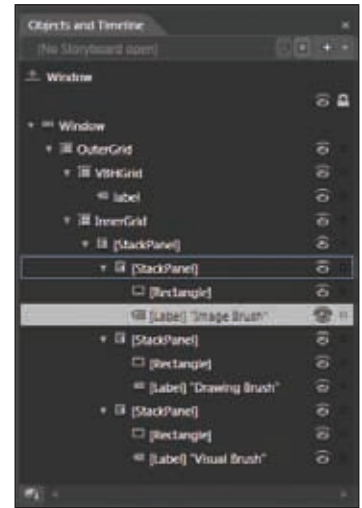 Objects and Timeline
(No Storyboard open)
Window
Window
OuterGrid
VBHGrid
label
InnerGrid
[StackPanel]
[StackPanel]
[Rectangle]
[Label] "Image Brush"
[StackPanel]
[Rectangle]
[Label] "Drawing Brush"
[StackPanel]
[Rectangle]
[Label] "Visual Brush"